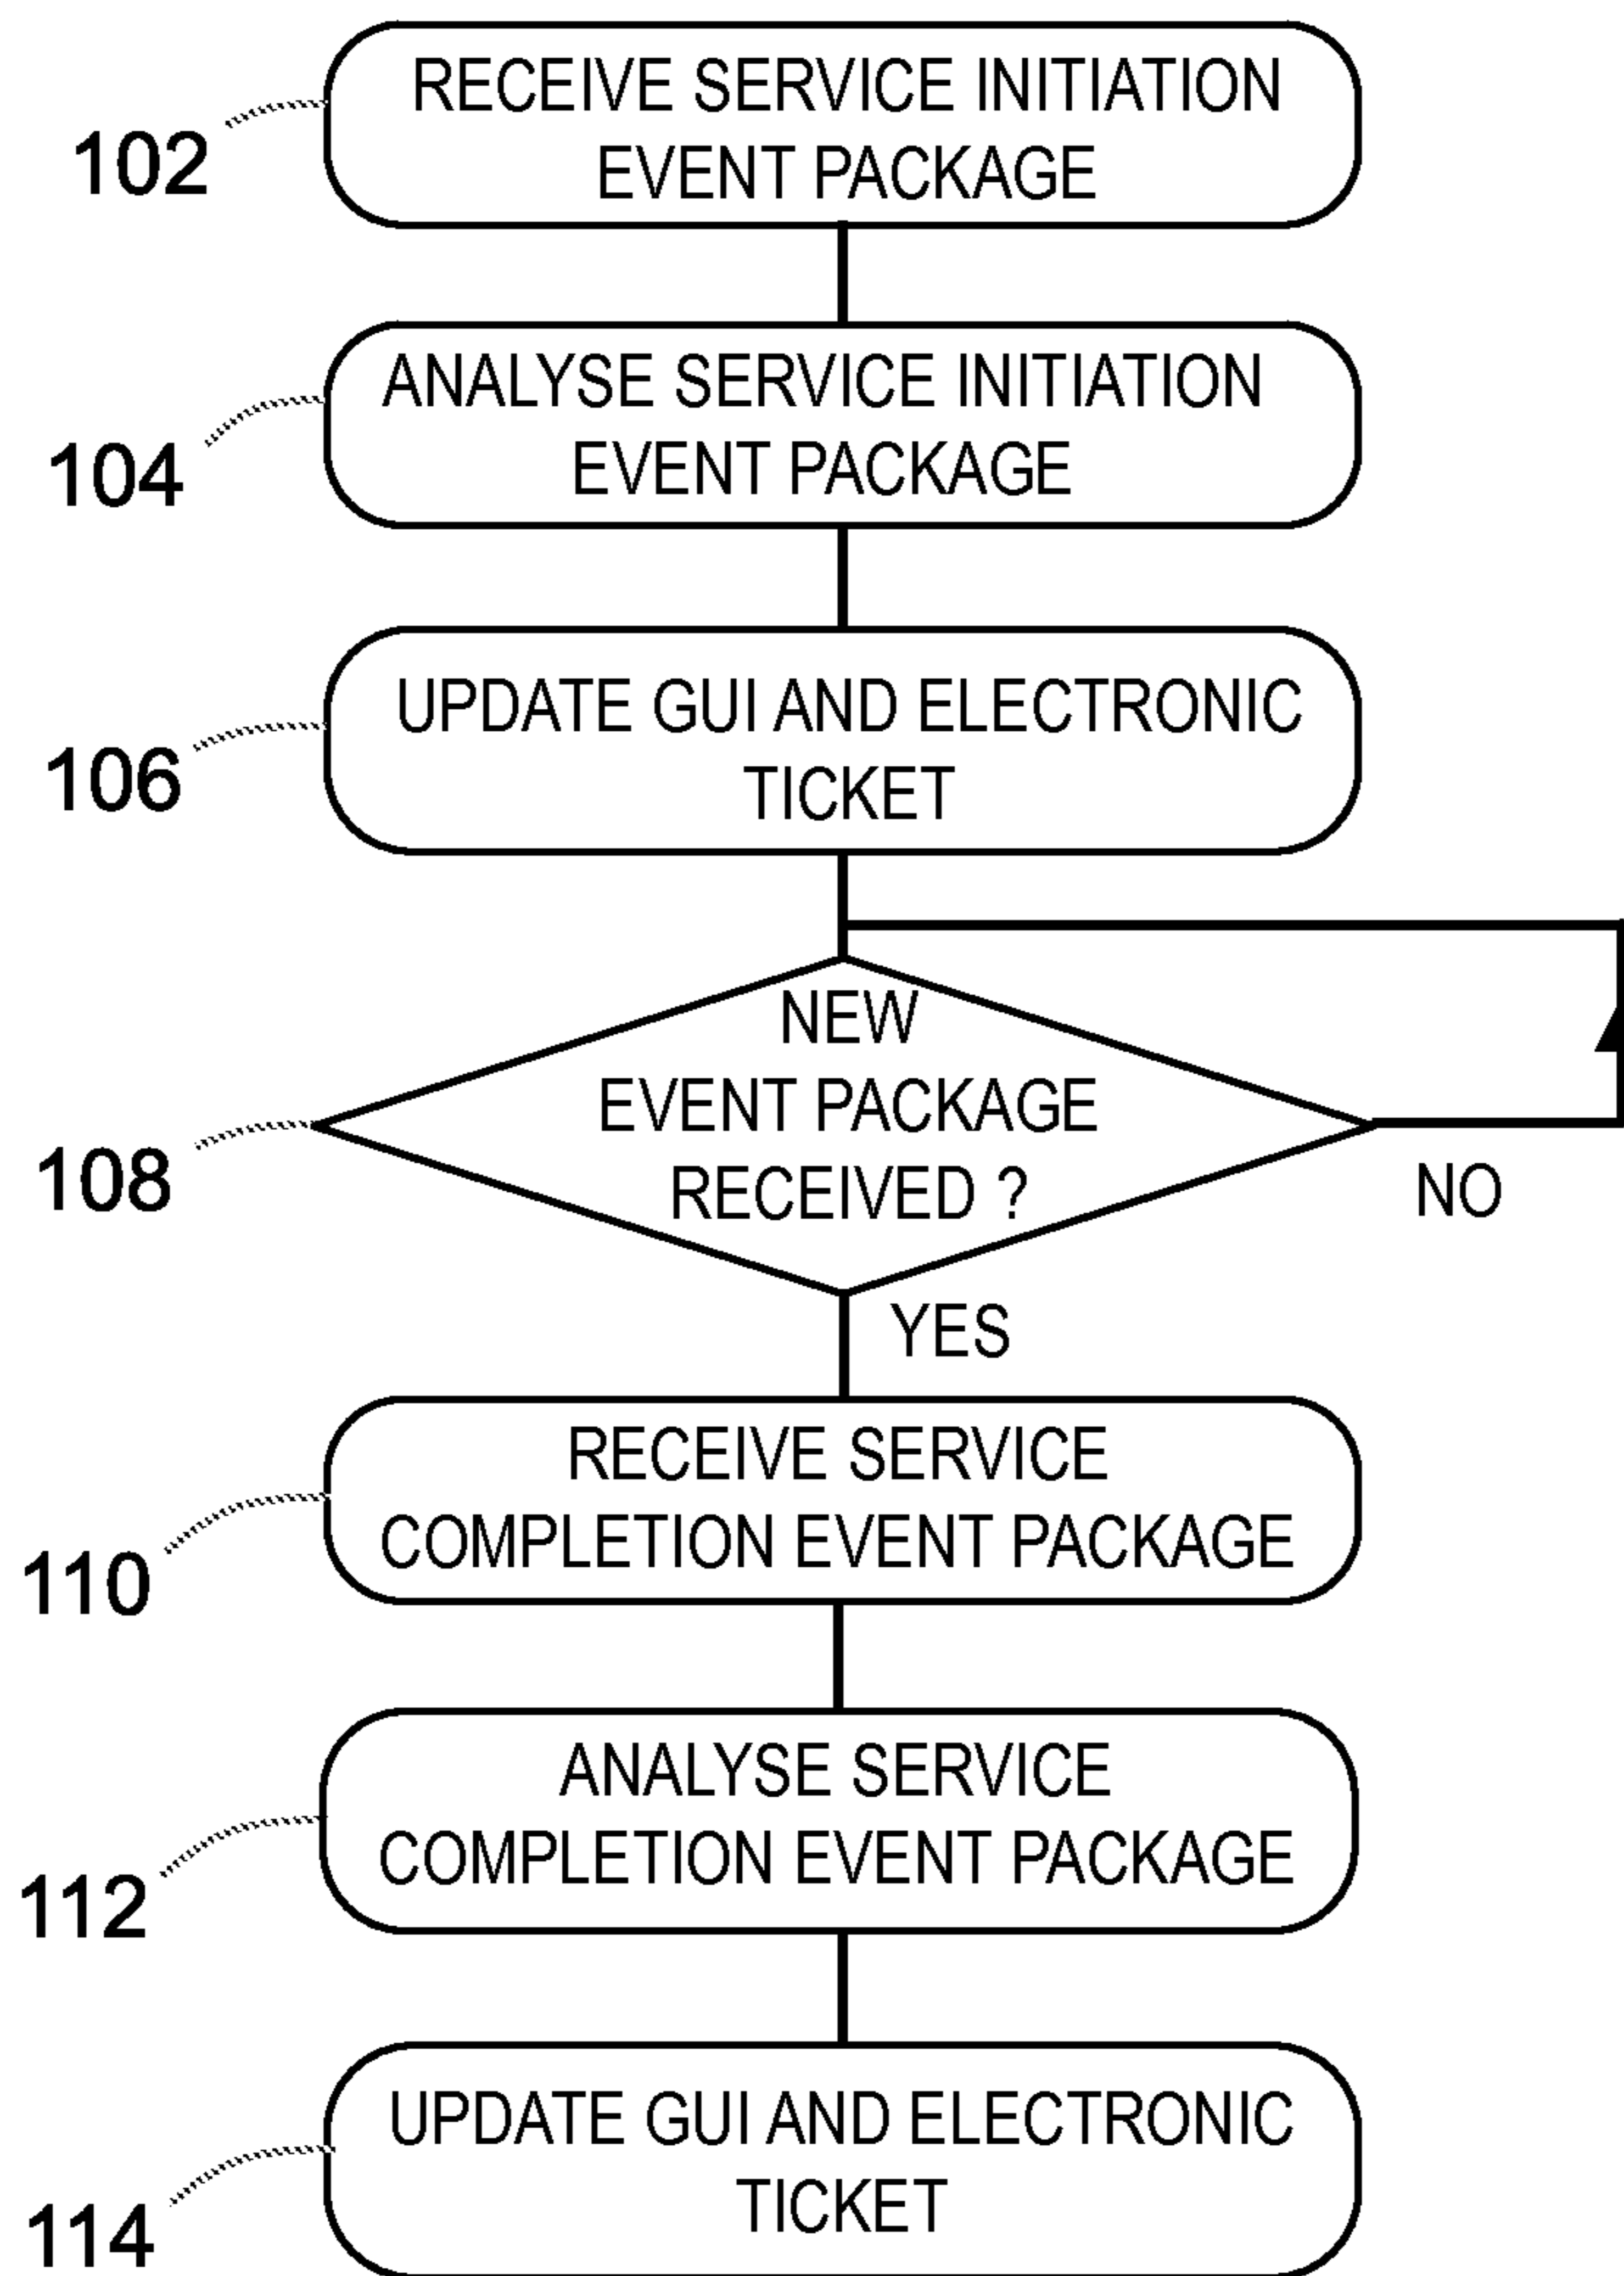 RECEIVE SERVICE INITIATION
EVENT PACKAGE
102
ANALYSE SERVICE INITIATION
EVENT PACKAGE
104
UPDATE GUI AND ELECTRONIC
TICKET
106
NEW
EVENT PACKAGE
RECEIVED ?
108
NO
YES
RECEIVE SERVICE
COMPLETION EVENT PACKAGE
110
ANALYSE SERVICE
COMPLETION EVENT PACKAGE
112
UPDATE GUI AND ELECTRONIC
TICKET
114